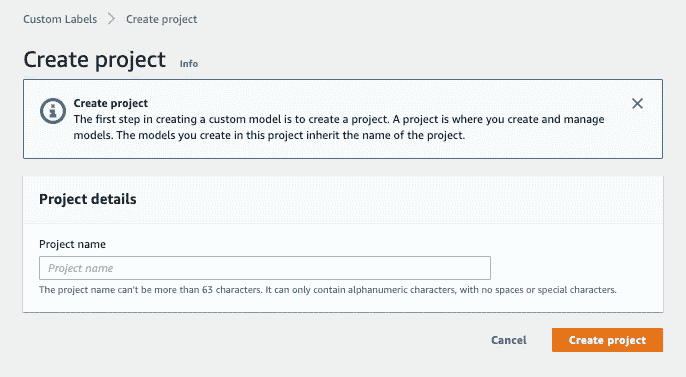 Custom Labels > Create project
Create project Info
Create project
The first step in creating a custom model is to create a project. A project is where you create and manage
models. The models you create in this project inherit the name of the project.
Project details
Project name
Project name
The project name can't be more than 63 characters. It can only contain alphanumeric characters, with no spaces or special characters.
Cancel Create project